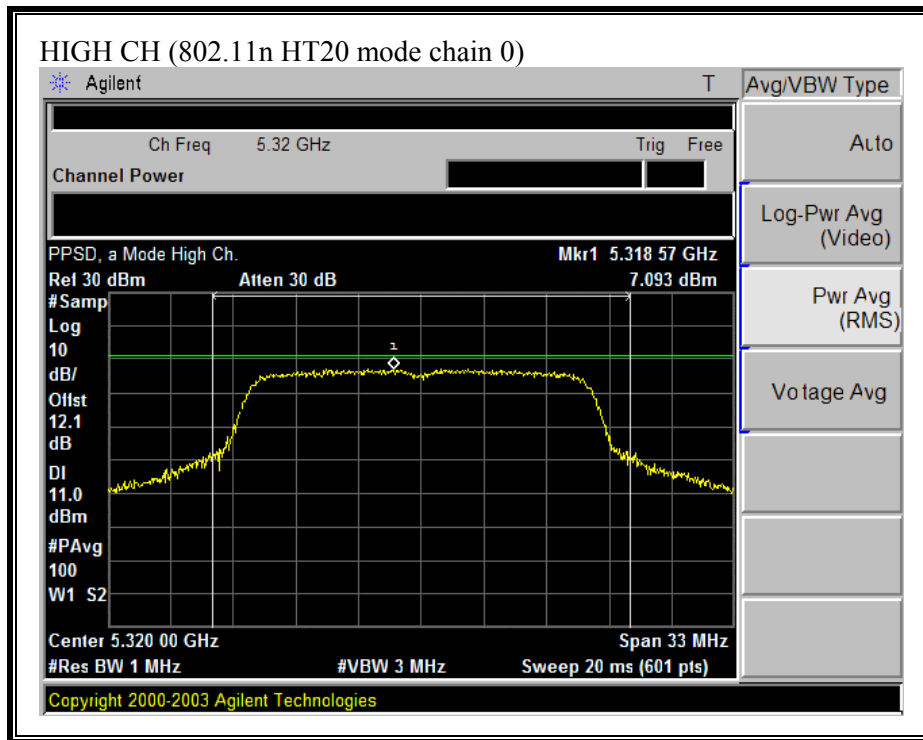 HIGH CH (802.11n HT20 mode chain 0)
Agilent T
Avg/VBW Type
Ch Freq 5.32 GHz Trig Free
Auto
Channel Power
Log-Pwr Avg
(Video)
PPSD, a Mode High Ch. Mkr1 5.318 57 GHz
Ref 30 dBm Atten 30 dB 7.093 dBm
Pwr Avg
(RMS)
#Samp
Log
10
dB/
Offst
12.1
dB
DI
11.0
dBm
#PAvg
100
W1 S2
1
Votage Avg
Center 5.320 00 GHz Span 33 MHz
#Res BW 1 MHz #VBW 3 MHz Sweep 20 ms (601 pts)
Copyright 2000-2003 Agilent Technologies